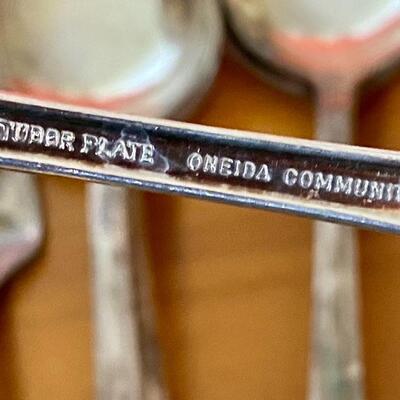 TUDOR PLATE ONEIDA COMMUNIT